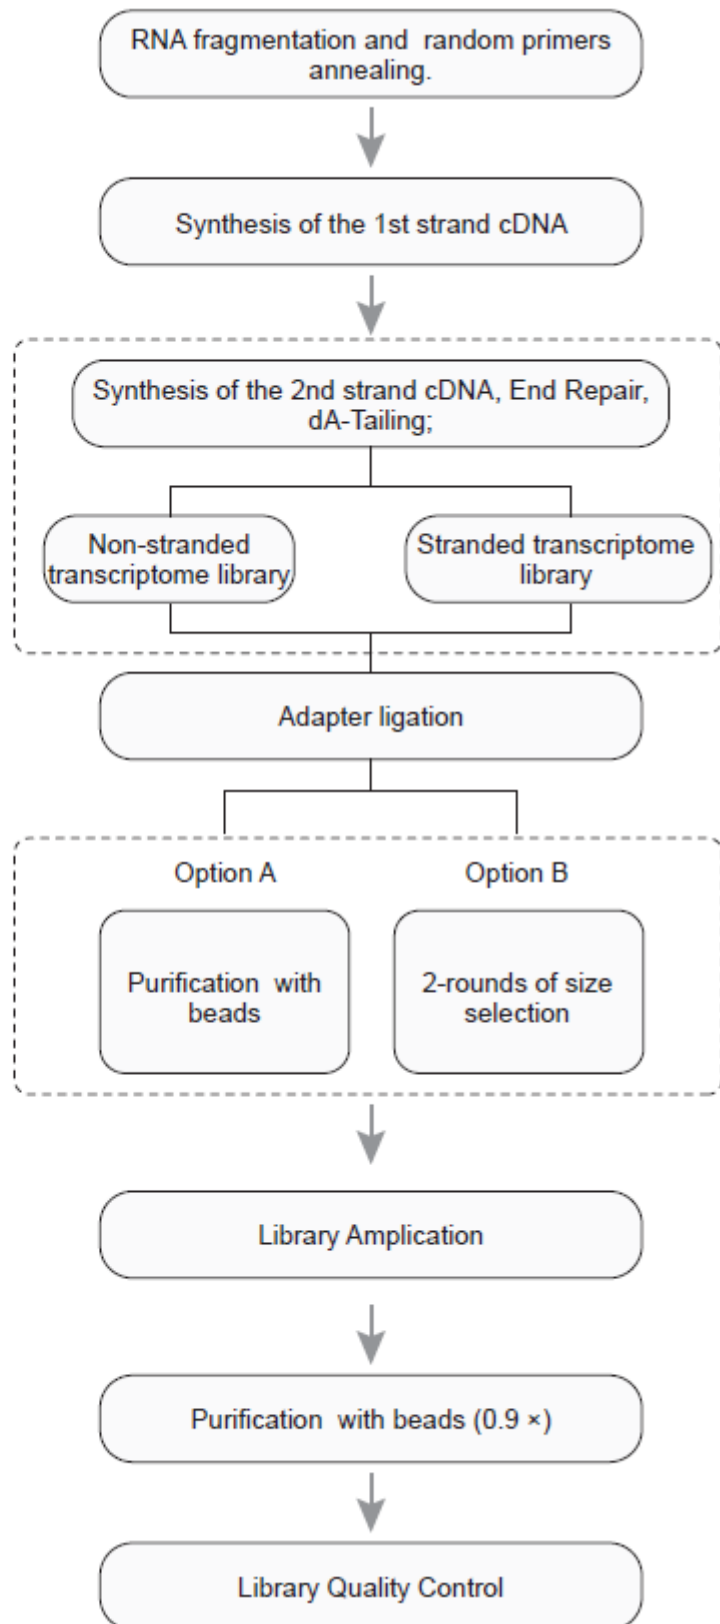 RNA fragmentation and random primers
annealing.
Synthesis of the 1st strand cDNA
Synthesis of the 2nd strand cDNA, End Repair,
dA-Tailing;
Non-stranded
transcriptome library
Stranded transcriptome
library
Adapter ligation
Option A
Option B
Purification with
beads
2-rounds of size
selection
Library Amplication
Purification with beads (0.9 ×)
Library Quality Control